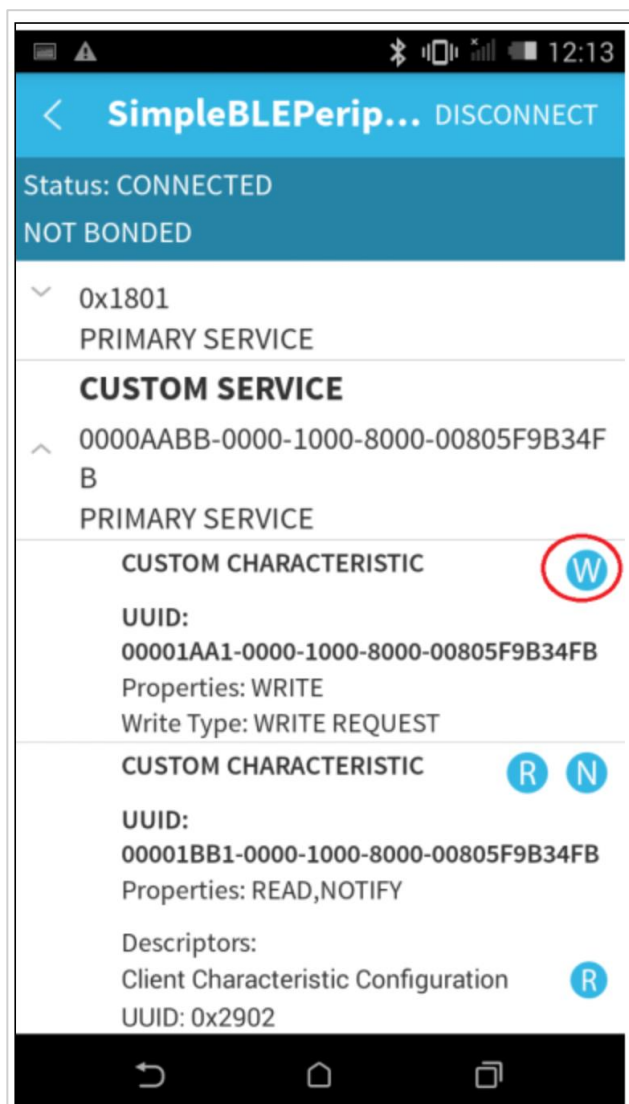 12:13
SimpleBLEPerip... DISCONNECT
Status: CONNECTED
NOT BONDED
0x1801
PRIMARY SERVICE
CUSTOM SERVICE
0000AABB-0000-1000-8000-00805F9B34F
B
PRIMARY SERVICE
CUSTOM CHARACTERISTIC W
UUID:
00001AA1-0000-1000-8000-00805F9B34FB
Properties: WRITE
Write Type: WRITE REQUEST
CUSTOM CHARACTERISTIC R N
UUID:
00001BB1-0000-1000-8000-00805F9B34FB
Properties: READ,NOTIFY
Descriptors:
Client Characteristic Configuration R
UUID: 0x2902